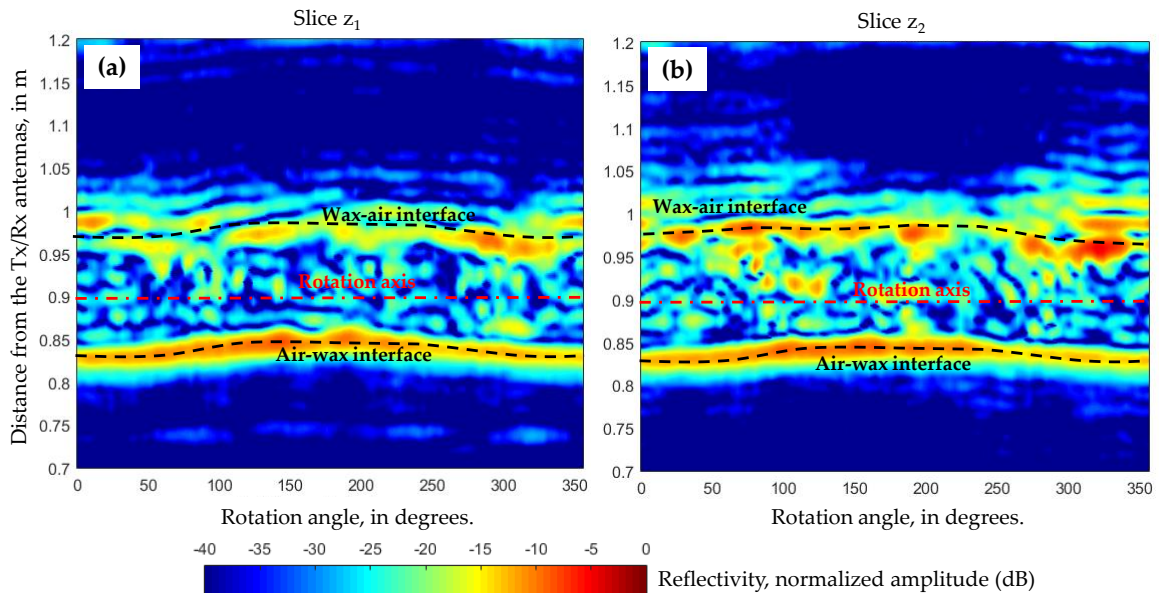 Slice z1
Slice z2
(a)
(b)
Distance from the Tx/Rx antennas, in m
1.2
1.15
1.1
1.05
1
0.95
0.9
0.85
0.8
0.75
0.7
Wax-air interface
Rotation axis
Air-wax interface
0 50 100 150 200 250 300 350
Rotation angle, in degrees.
1.2
1.15
1.1
1.05
1
0.95
0.9
0.85
0.8
0.75
0.7
Wax-air interface
Rotation axis
Air-wax interface
0 50 100 150 200 250 300 350
Rotation angle, in degrees.
-40 -35 -30 -25 -20 -15 -10 -5 0
Reflectivity, normalized amplitude (dB)